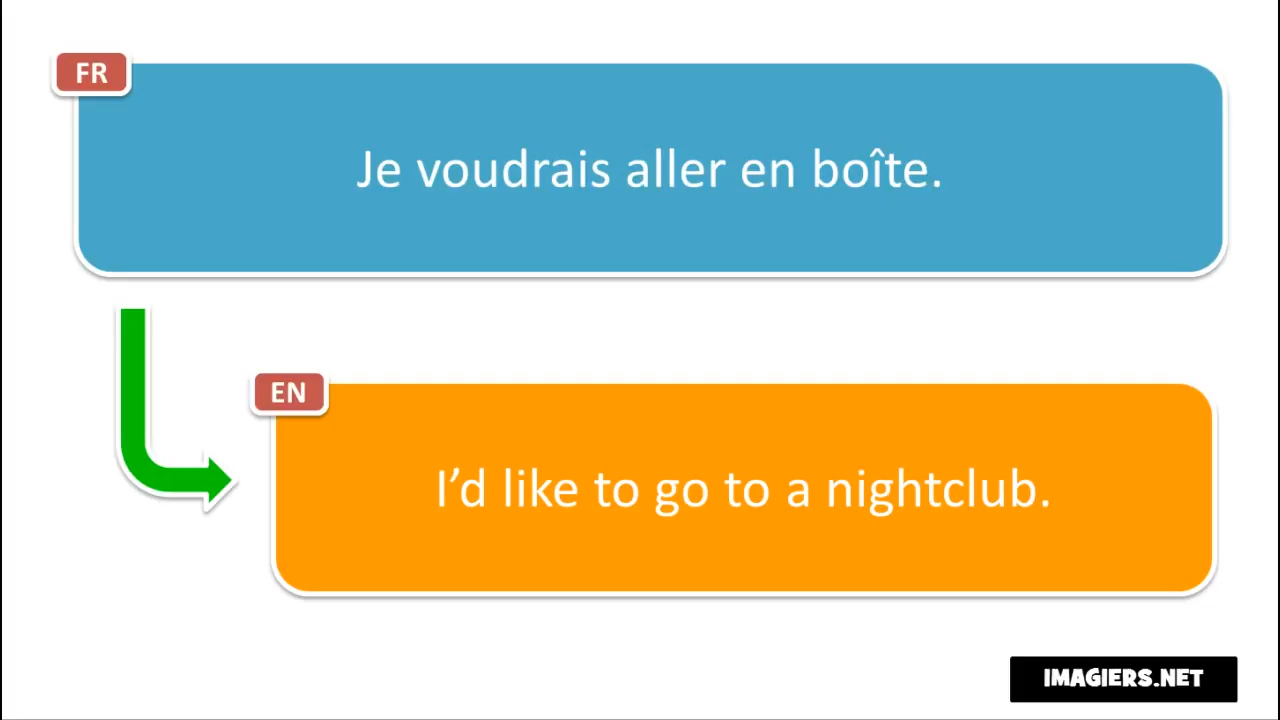 FR
Je voudrais aller en boîte.
EN
I’d like to go to a nightclub.
IMAGIERS.NET